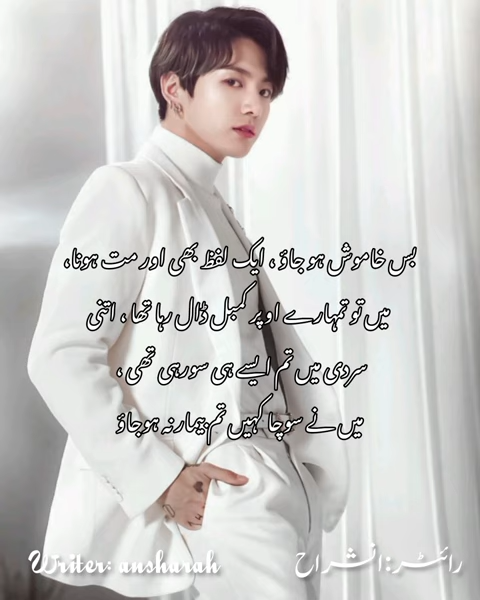 بس خاموش ہو جاؤ ، ایک لفظ بھی اور مت ہونا،
میں تو تمہارے اوپر کمبل ڈال رہا تھا ، اتنی
سردی میں تم ایسے ہی سو رہی تھی ،
میں نے سوچا کہیں تم بیمار نہ ہو جاؤ
Writer: ansharah
رائٹر: انشراح